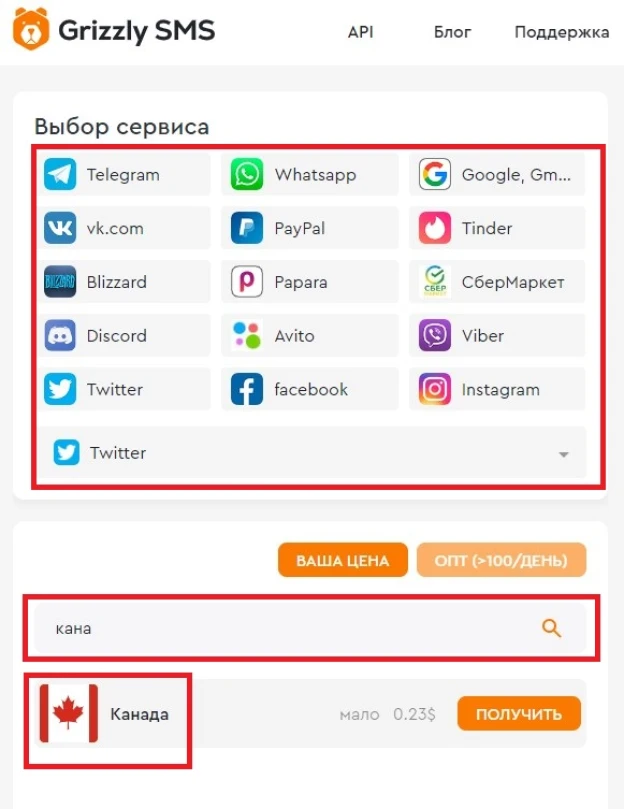 Grizzly SMS API Блог Поддержка
Выбор сервиса
Telegram Whatsapp Google, Gm...
vk.com PayPal Tinder
Blizzard Papara СберМаркет
Discord Avito Viber
Twitter facebook Instagram
Twitter
ВАША ЦЕНА ОПТ (>100/ДЕНЬ)
кана
Канада мало 0.23$ ПОЛУЧИТЬ